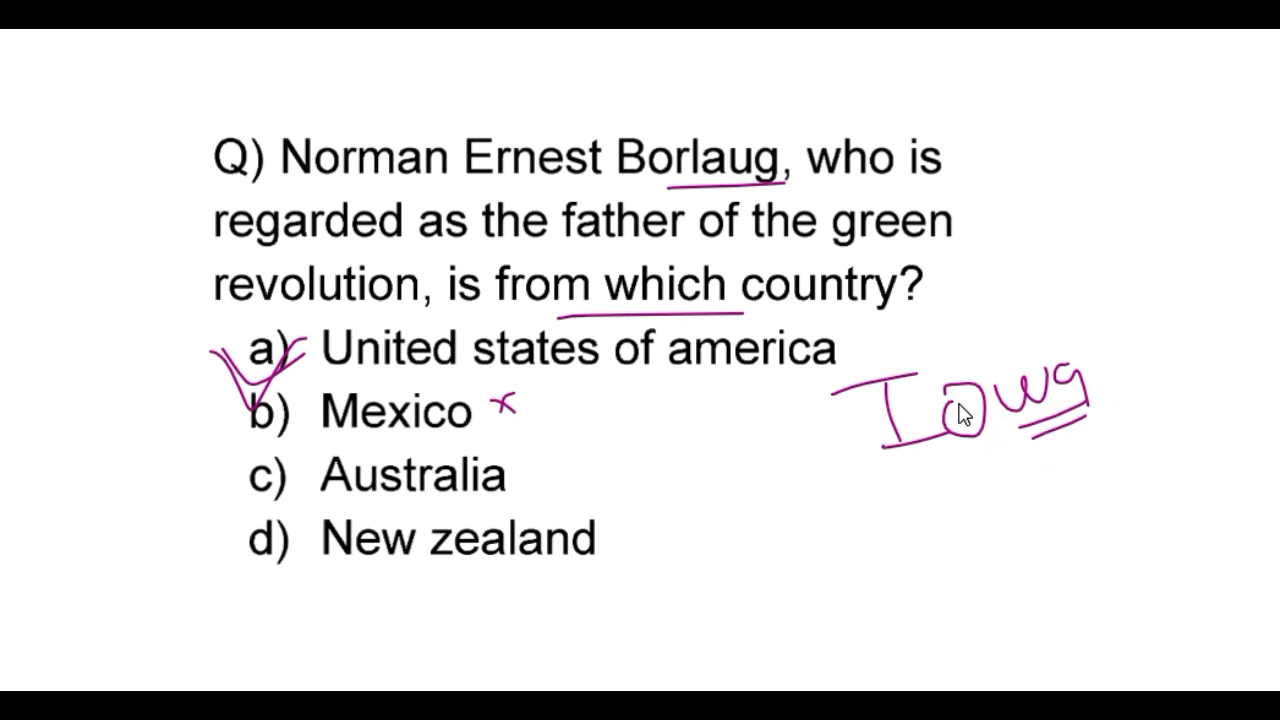 Q) Norman Ernest Borlaug, who is
regarded as the father of the green
revolution, is from which country?
a) United states of america
b) Mexico x
Iowa
c) Australia
d) New zealand